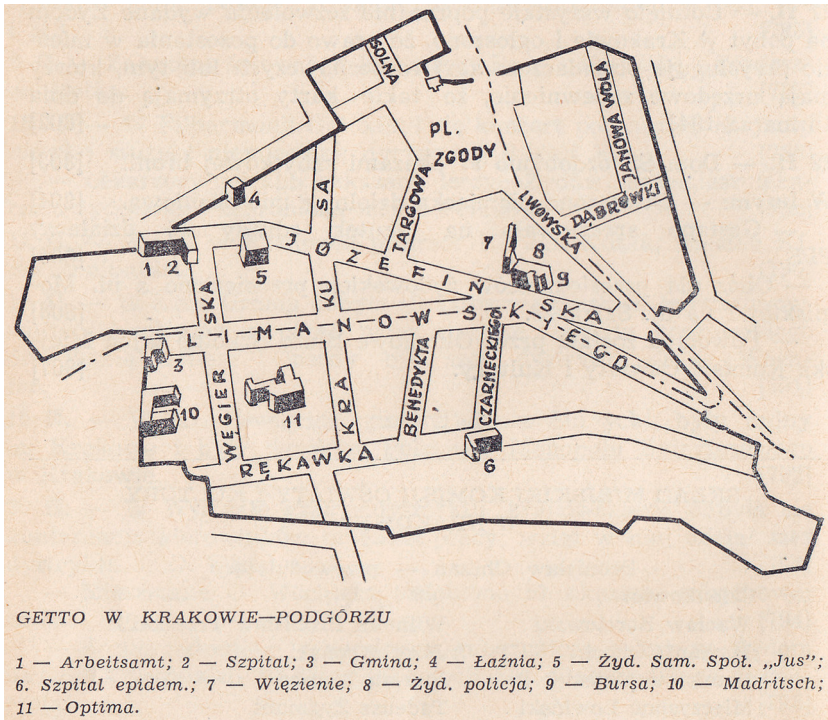 SOLNA
PL.
ZGODY
JANOWA WOLA
DĄBRÓWKI
LWOWSKA
TARGOWA
4
SA
7
8
9
JOZEFIŃ
SKA
1
2
5
SKA
KU
LIMANOWSKIEGO
3
10
WĘGIER
11
KRA
BENEDYKTA
CZARNECKIEGO
RĘKAWKA
6
GETTO W KRAKOWIE—PODGÓRZU
1 — Arbeitsamt; 2 — Szpital; 3 — Gmina; 4 — Łaźnia; 5 — Żyd. Sam. Społ. „Jus”;
6. Szpital epidem.; 7 — Więzienie; 8 — Żyd. policja; 9 — Bursa; 10 — Madritsch;
11 — Optima.